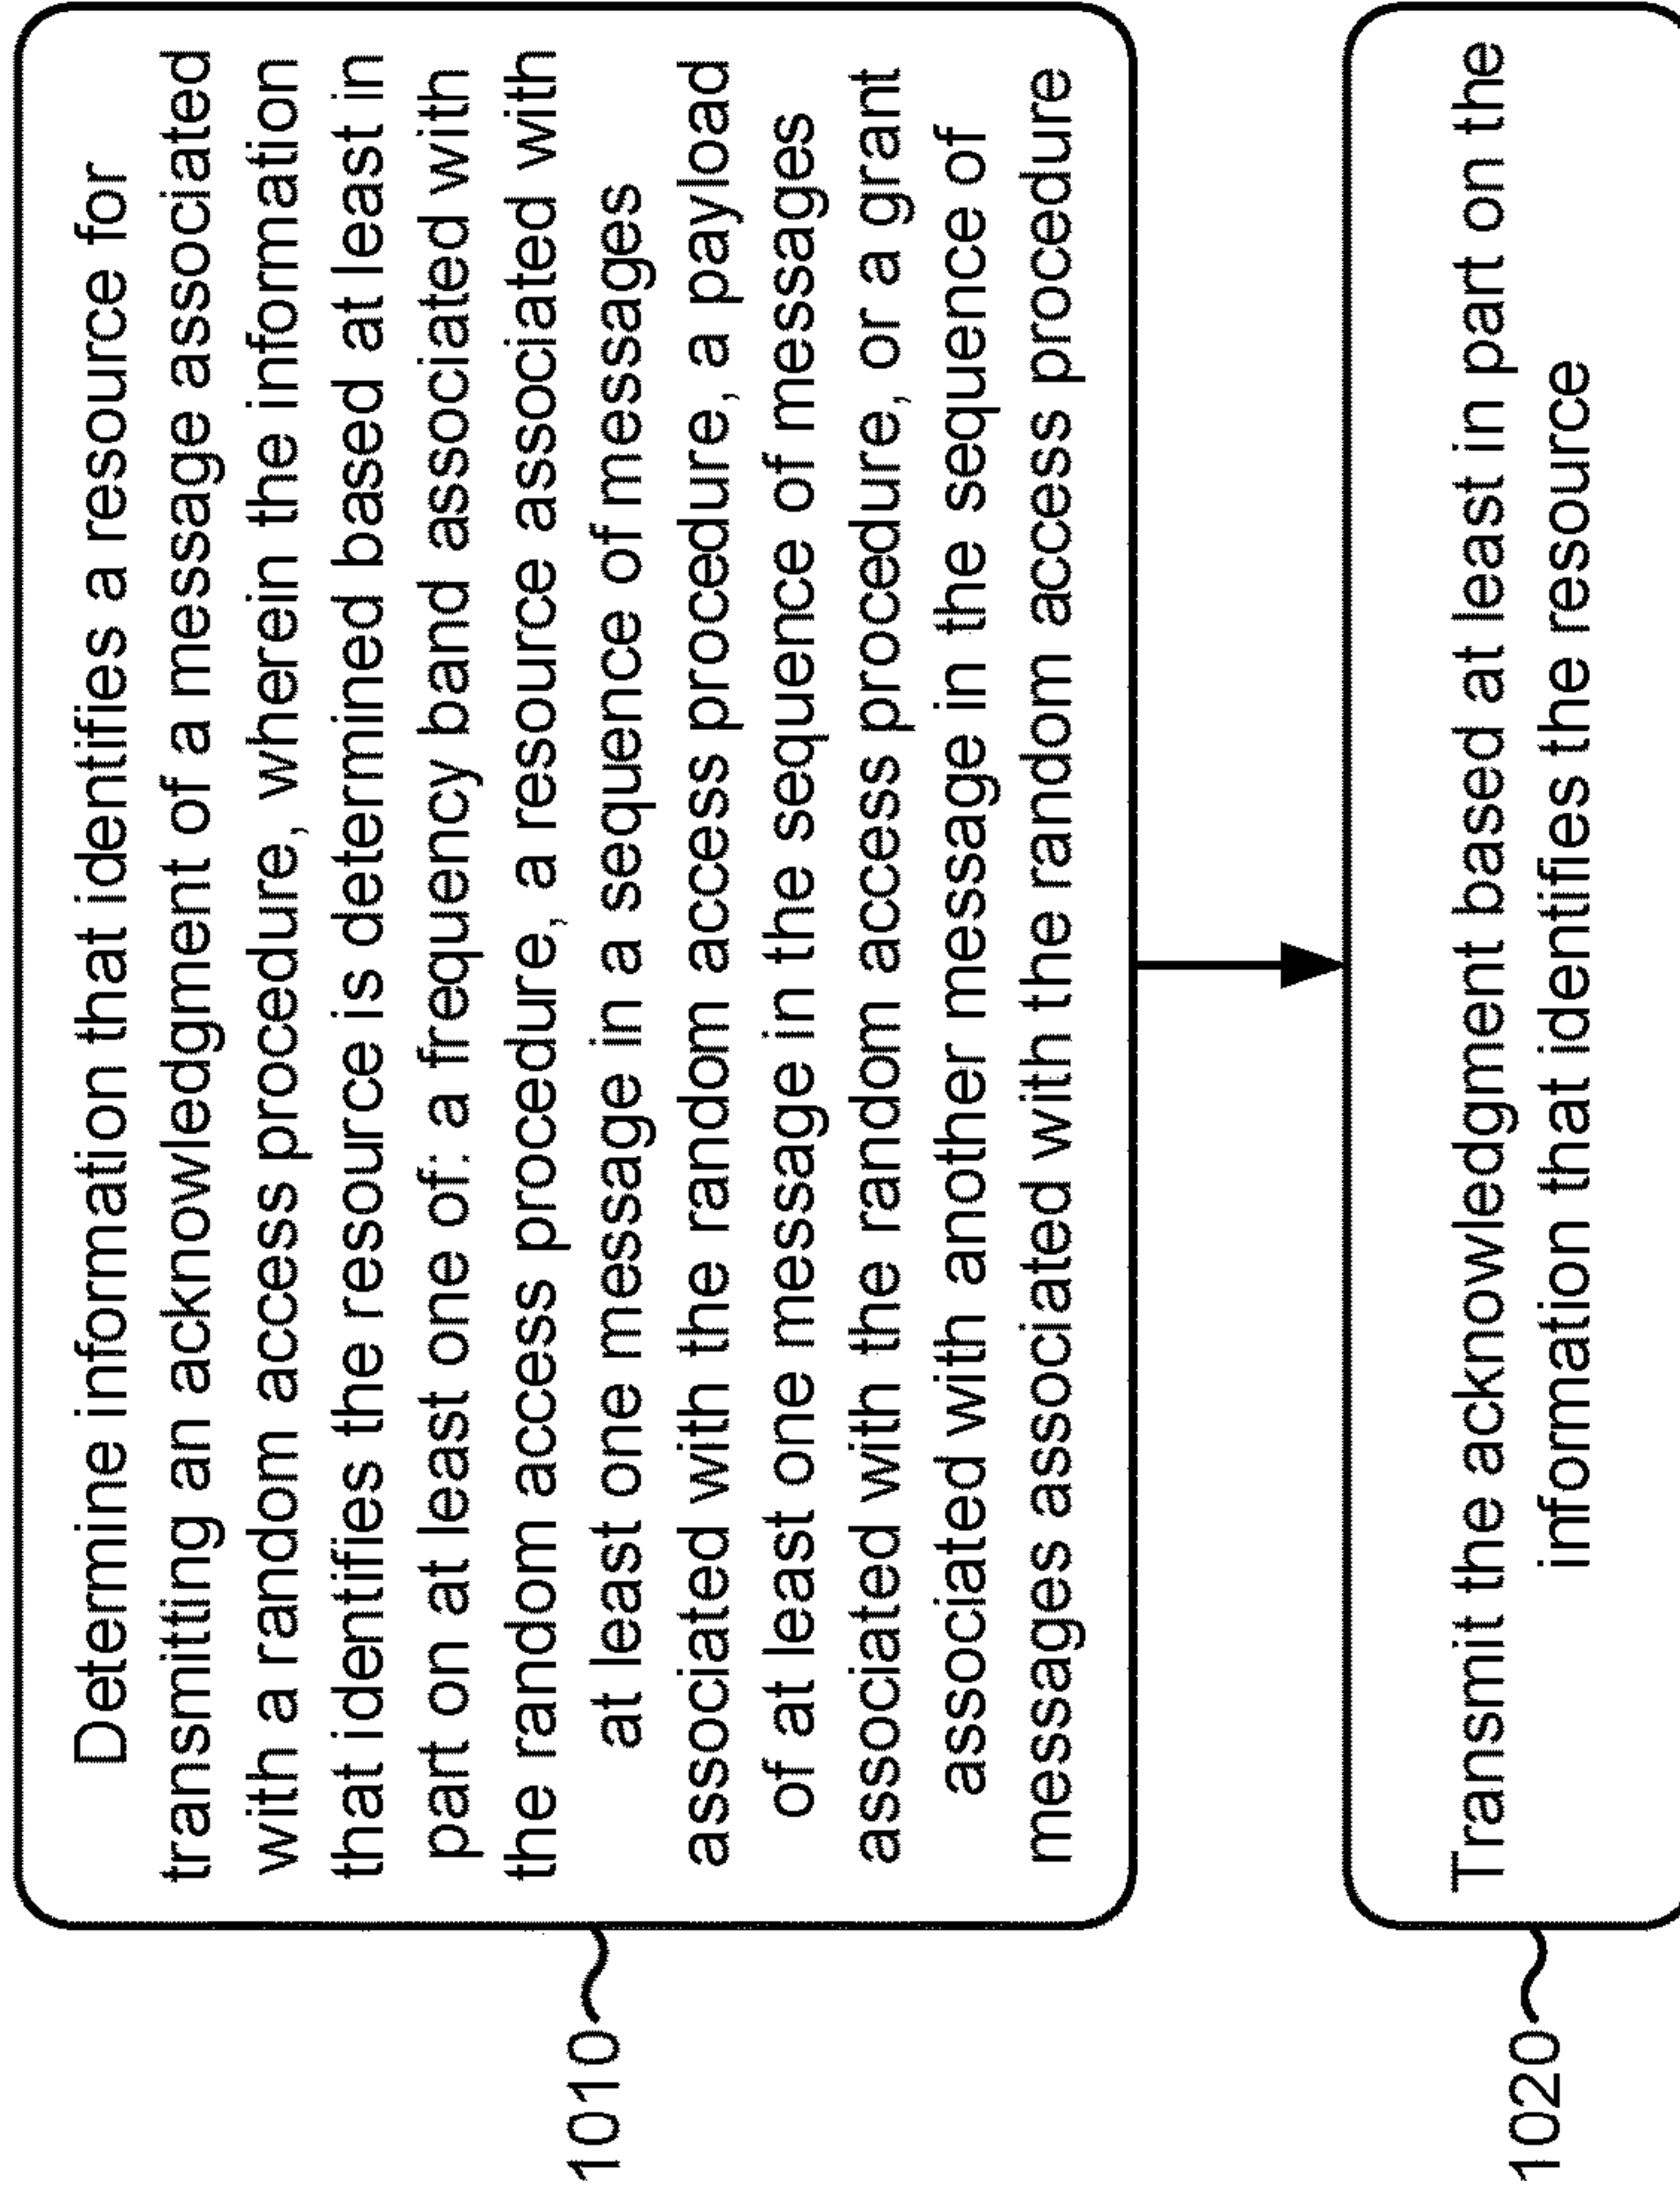 Determine information that identifies a resource for
transmitting an acknowledgment of a message associated
with a random access procedure, wherein the information
that identifies the resource is determined based at least in
part on at least one of: a frequency band associated with
the random access procedure, a resource associated with
at least one message in a sequence of messages
associated with the random access procedure, a payload
of at least one message in the sequence of messages
associated with the random access procedure, or a grant
associated with another message in the sequence of
messages associated with the random access procedure
1010
Transmit the acknowledgment based at least in part on the
information that identifies the resource
1020